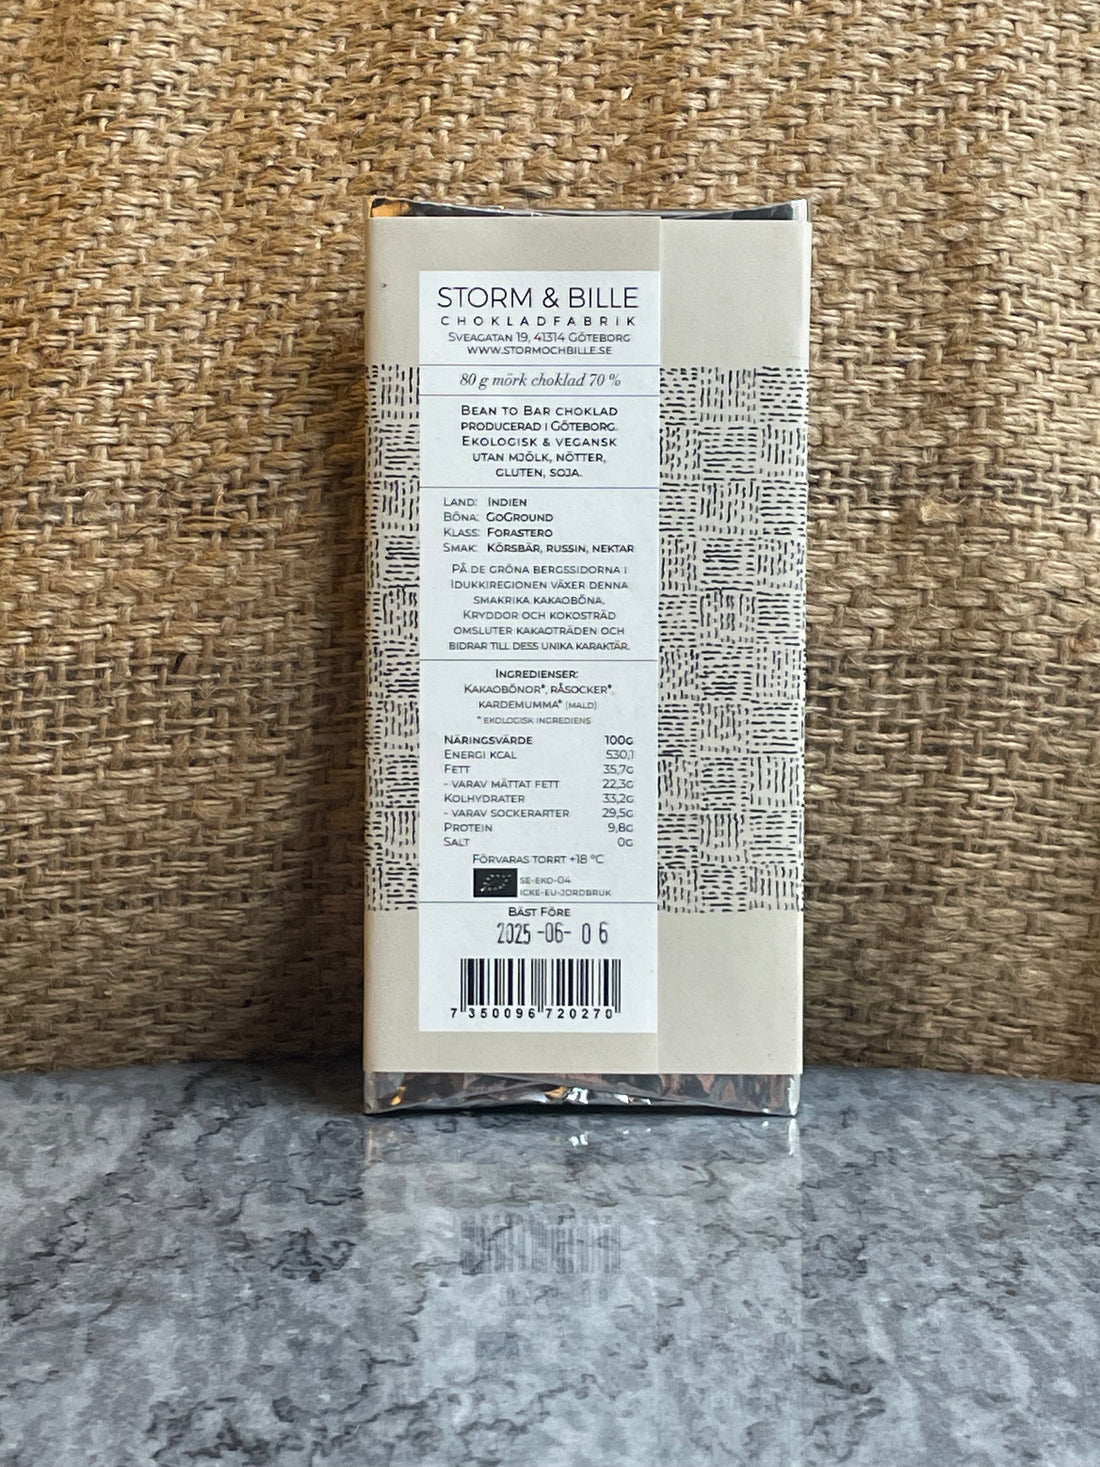 STORM & BILLE
CHOKLADFABRIK
SVEAGATAN 19, 41314 GÖTEBORG
WWW.STORMOCHBILLE.SE
80 g mörk choklad 70 %
BEAN TO BAR CHOKLAD
PRODUCERAD I GÖTEBORG.
EKOLOGISK & VEGANSK
UTAN MJÖLK, NÖTTER,
GLUTEN, SOJA.
LAND: INDIEN
BÖNA: GOGROUND
KLASS: FORASTERO
SMAK: KÖRSBÄR, RUSSIN, NEKTAR
PÅ DE GRÖNA BERGSSIDORNA I
IDUKKIREGIONEN VÄXER DENNA
SMAKRIKA KAKAOBÖNA.
KRYDDOR OCH KOKOSTRÄD
OMSLUTER KAKAOTRÄDEN OCH
BIDRAR TILL DESS UNIKA KARAKTÄR.
INGREDIENSER:
KAKAOBÖNOR*, RÅSOCKER*,
KARDEMUMMA* (MALD)
* EKOLOGISK INGREDIENS
NÄRINGSVÄRDE 100G
ENERGI KCAL 530,1
FETT 35,7G
- VARAV MÄTTAT FETT 22,3G
KOLHYDRATER 33,2G
- VARAV SOCKERARTER 29,5G
PROTEIN 9,8G
SALT 0G
FÖRVARAS TORRT +18 °C
SE-EKO-04
ICKE-EU-JORDBRUK
BÄST FÖRE
2025-06-06
7 350096 720270